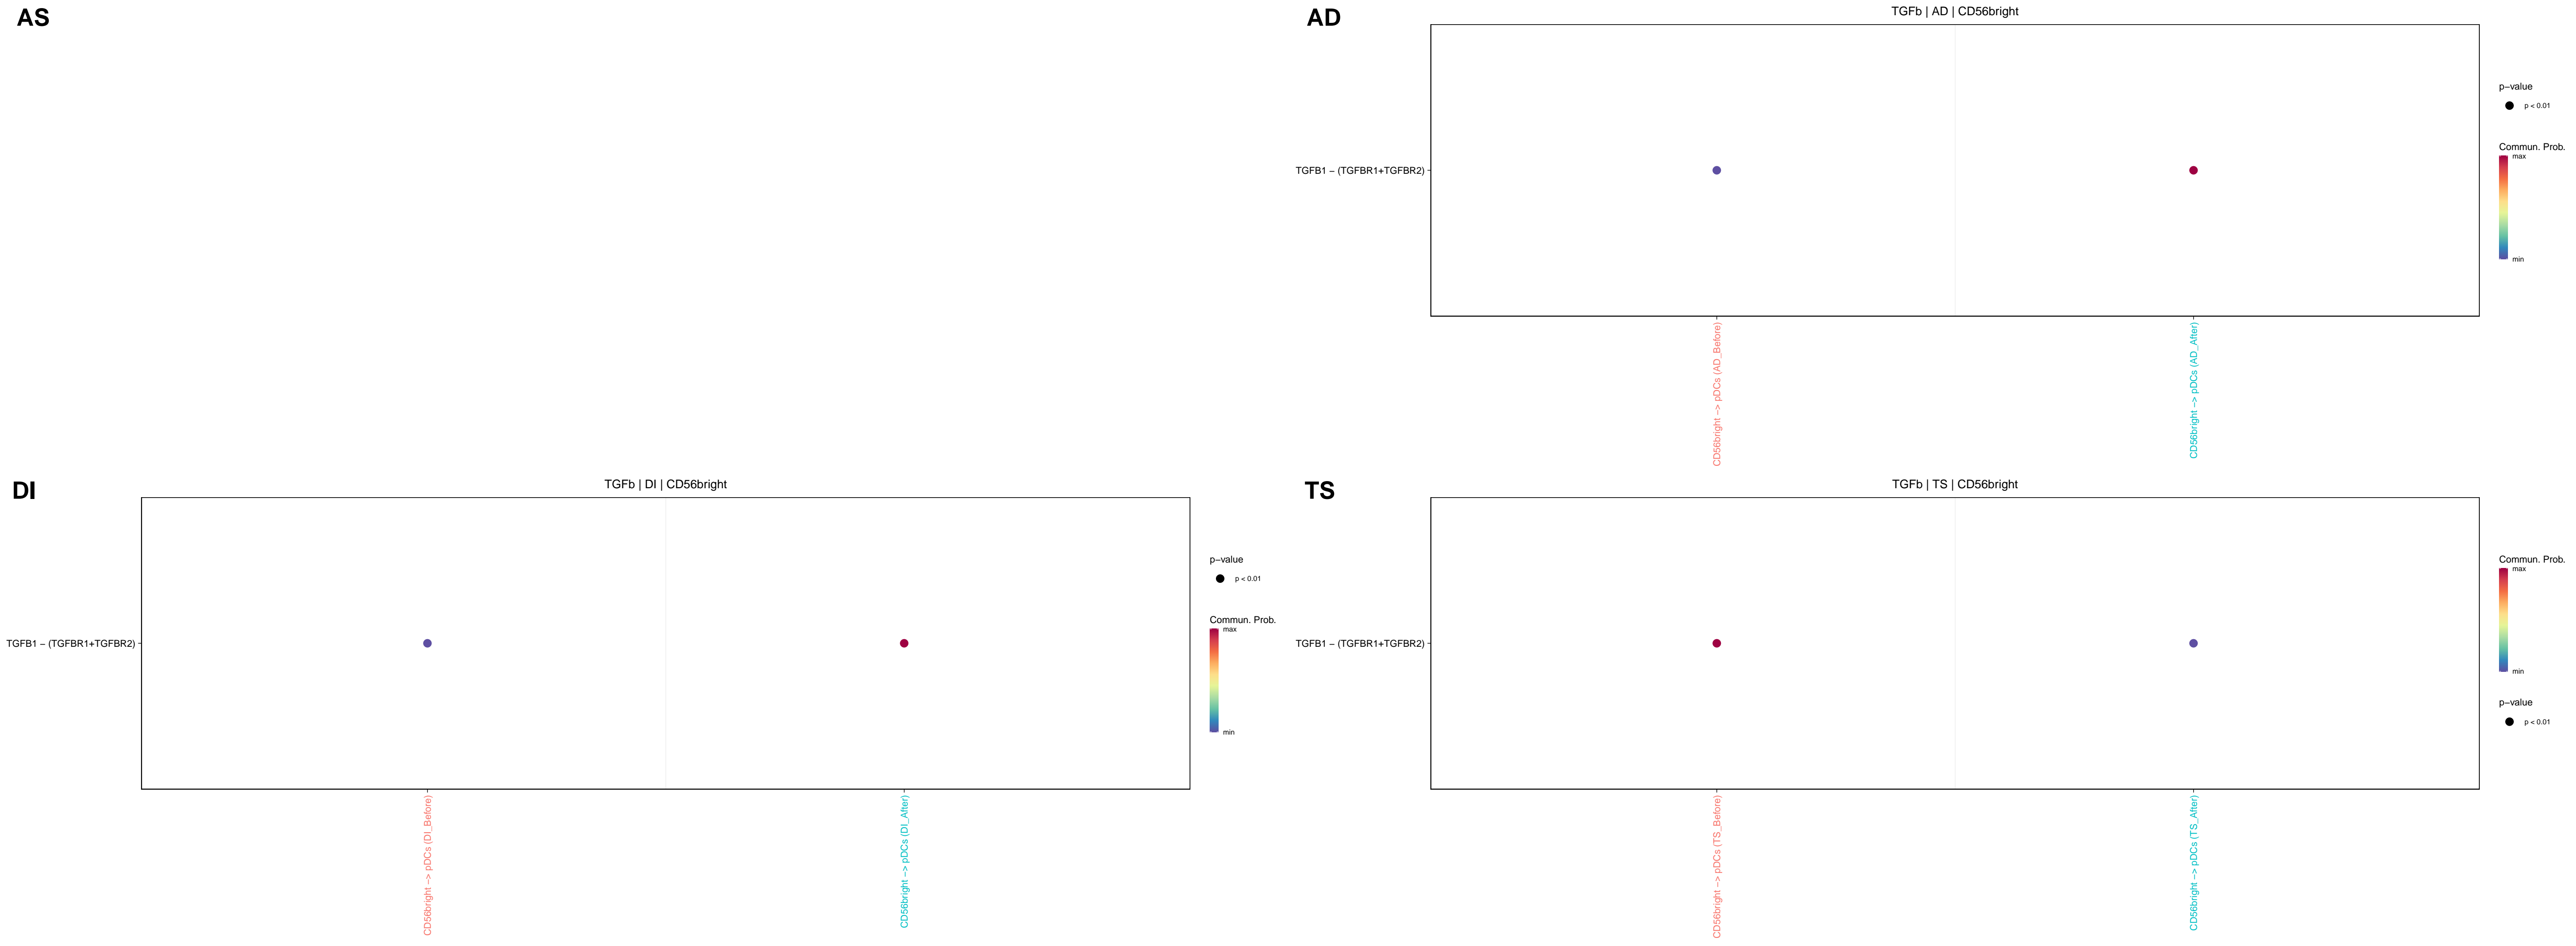 AS
AD
TGFb | AD | CD56bright
TGFB1 − (TGFBR1+TGFBR2)
CD56bright −> pDCs (AD_Before)
CD56bright −> pDCs (AD_After)
p−value
p < 0.01
Commun. Prob.
max
min
DI
TGFb | DI | CD56bright
TGFB1 − (TGFBR1+TGFBR2)
CD56bright −> pDCs (DI_Before)
CD56bright −> pDCs (DI_After)
p−value
p < 0.01
Commun. Prob.
max
min
TS
TGFb | TS | CD56bright
TGFB1 − (TGFBR1+TGFBR2)
CD56bright −> pDCs (TS_Before)
CD56bright −> pDCs (TS_After)
Commun. Prob.
max
min
p−value
p < 0.01